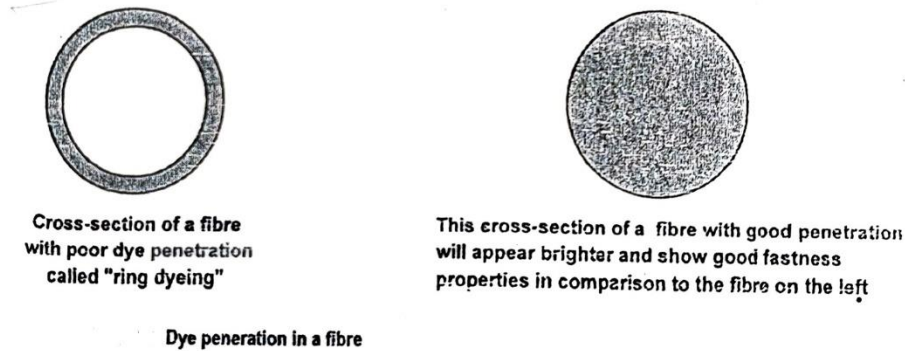 Cross-section of a fibre
with poor dye penetration
called "ring dyeing"
This cross-section of a fibre with good penetration
will appear brighter and show good fastness
properties in comparison to the fibre on the left
Dye peneration in a fibre